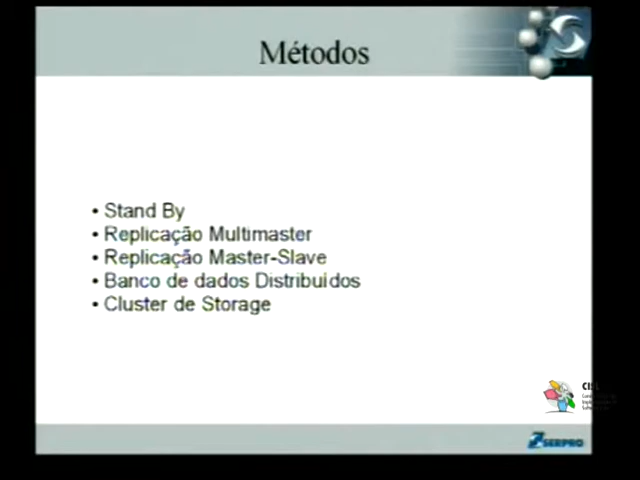 Métodos
• Stand By
• Replicação Multimaster
• Replicação Master-Slave
• Banco de dados Distribuídos
• Cluster de Storage
SERPRO